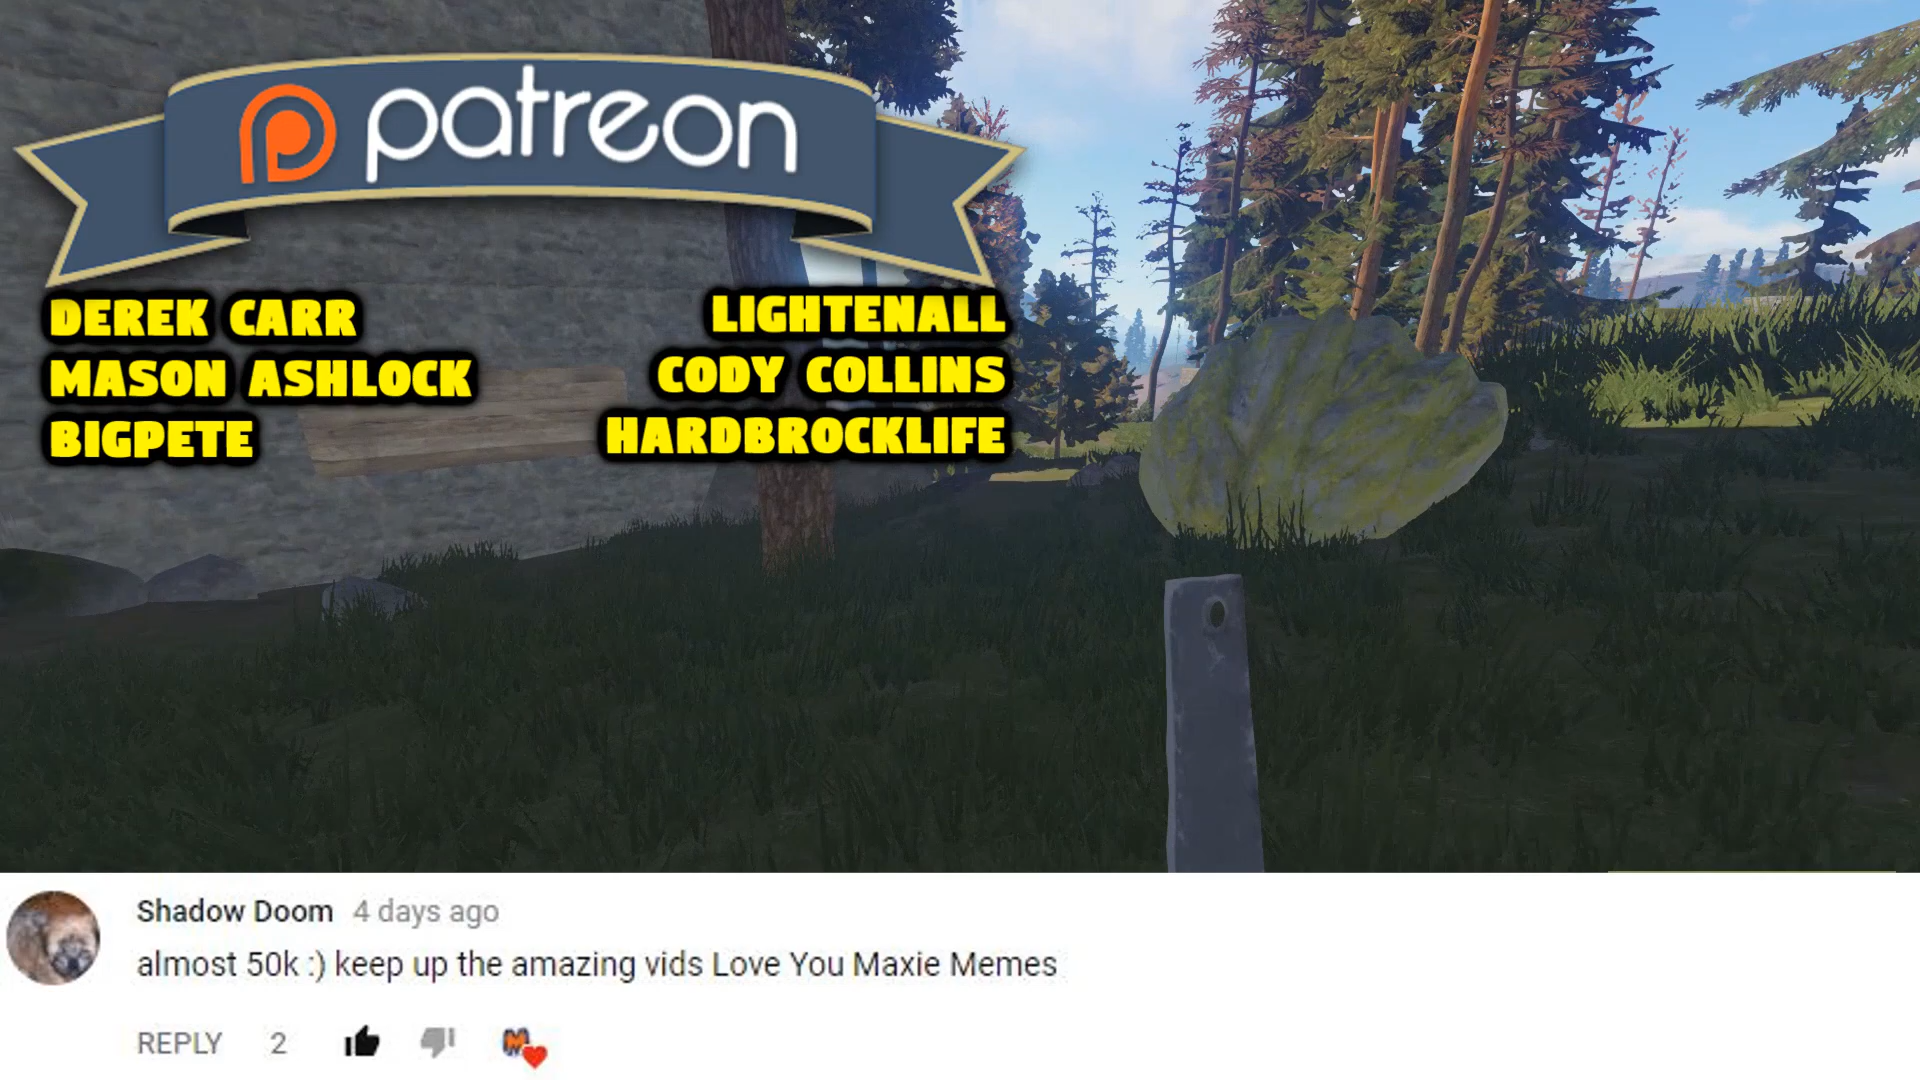 patreon
DEREK CARR
MASON ASHLOCK
BIGPETE
LIGHTENALL
CODY COLLINS
HARDBROCKLIFE
Shadow Doom 4 days ago
almost 50k :) keep up the amazing vids Love You Maxie Memes
REPLY 2